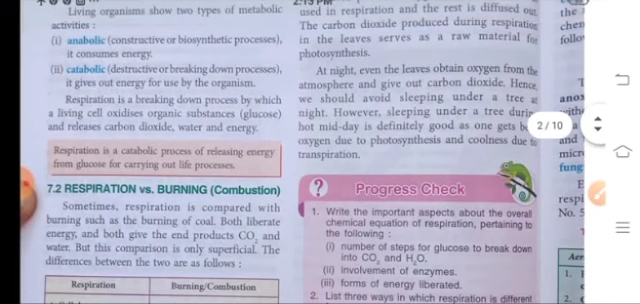 2:15 PM
Living organisms show two types of metabolic
activities :
(i) anabolic (constructive or biosynthetic processes),
it consumes energy.
(ii) catabolic (destructive or breaking down processes),
it gives out energy for use by the organism.
Respiration is a breaking down process by which
a living cell oxidises organic substances (glucose)
and releases carbon dioxide, water and energy.
Respiration is a catabolic process of releasing energy
from glucose for carrying out life processes.
7.2 RESPIRATION vs. BURNING (Combustion)
Sometimes, respiration is compared with
burning such as the burning of coal. Both liberate
energy, and both give the end products CO2 and
water. But this comparison is only superficial. The
differences between the two are as follows :
Respiration Burning/Combustion
used in respiration and the rest is diffused out.
The carbon dioxide produced during respiration
in the leaves serves as a raw material for
photosynthesis.
At night, even the leaves obtain oxygen from the
atmosphere and give out carbon dioxide. Hence,
we should avoid sleeping under a tree at
night. However, sleeping under a tree
hot mid-day is definitely good as one gets
oxygen due to photosynthesis and coolness due to
transpiration.
2 / 10
? Progress Check
1. Write the important aspects about the overall
chemical equation of respiration, pertaining to
the following :
(i) number of steps for glucose to break down
into CO2 and H2O.
(ii) Involvement of enzymes.
(iii) forms of energy liberated.
2. List three ways in which respiration is different
the
and
fung
No. 5
1.
2.